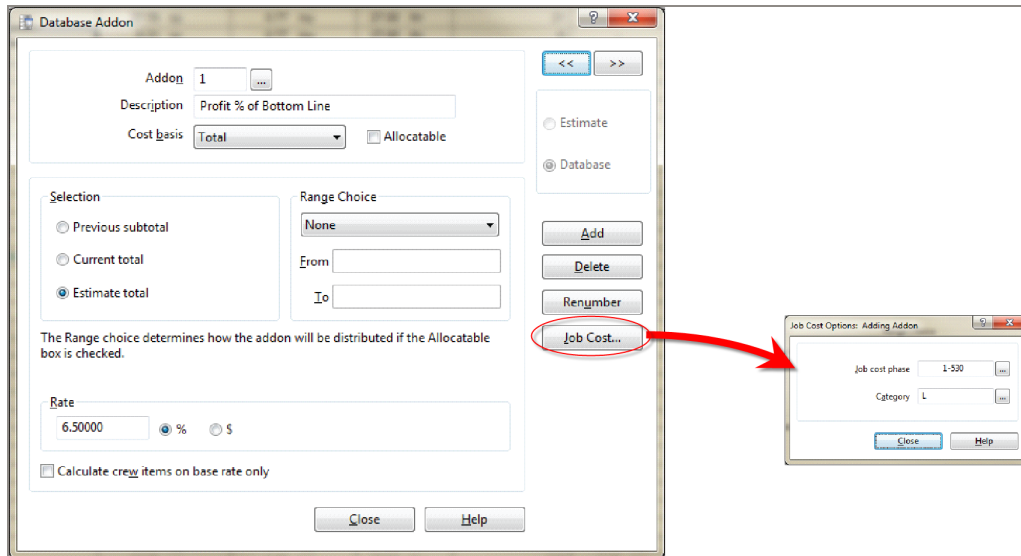 Database Addon
Addon 1 ...
Description Profit % of Bottom Line
Cost basis Total Allocatable
<< >>
Estimate
Database
Selection
Previous subtotal
Current total
Estimate total
Range Choice
None
From
To
Add
Delete
Renumber
Job Cost...
The Range choice determines how the addon will be distributed if the Allocatable
box is checked.
Rate
6.50000 % $
Calculate crew items on base rate only
Close Help
Job Cost Options: Adding Addon
Job cost phase 1-530 ...
Category L ...
Close Help